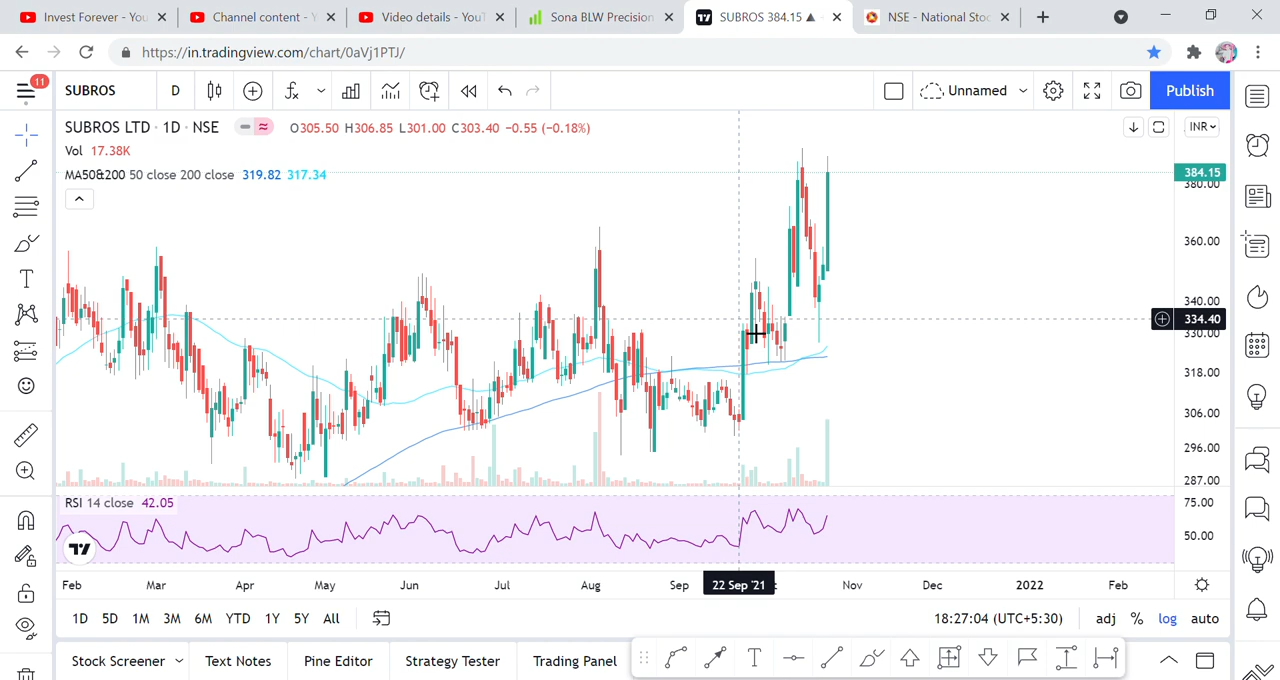 Invest Forever - You
Channel content - Y
Video details - YouT
Sona BLW Precision
SUBROS 384.15 ▲
NSE - National Stoc
https://in.tradingview.com/chart/0aVj1PTJ/
11
SUBROS
D
Unnamed
Publish
SUBROS LTD · 1D · NSE
O305.50 H306.85 L301.00 C303.40 −0.55 (−0.18%)
INR
Vol 17.38K
MA50&200 50 close 200 close 319.82 317.34
384.15
380.00
360.00
340.00
334.40
330.00
318.00
306.00
296.00
287.00
RSI 14 close 42.05
75.00
50.00
Feb Mar Apr May Jun Jul Aug Sep 22 Sep '21 Nov Dec 2022 Feb
1D 5D 1M 3M 6M YTD 1Y 5Y All
18:27:04 (UTC+5:30) adj % log auto
Stock Screener Text Notes Pine Editor Strategy Tester Trading Panel